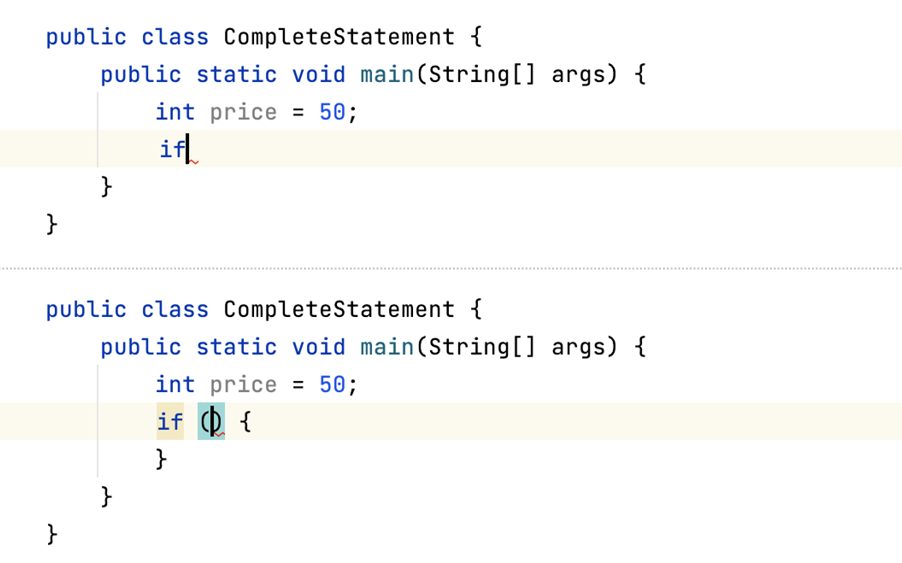 public class CompleteStatement {
public static void main(String[] args) {
int price = 50;
if
}
}
public class CompleteStatement {
public static void main(String[] args) {
int price = 50;
if () {
}
}
}